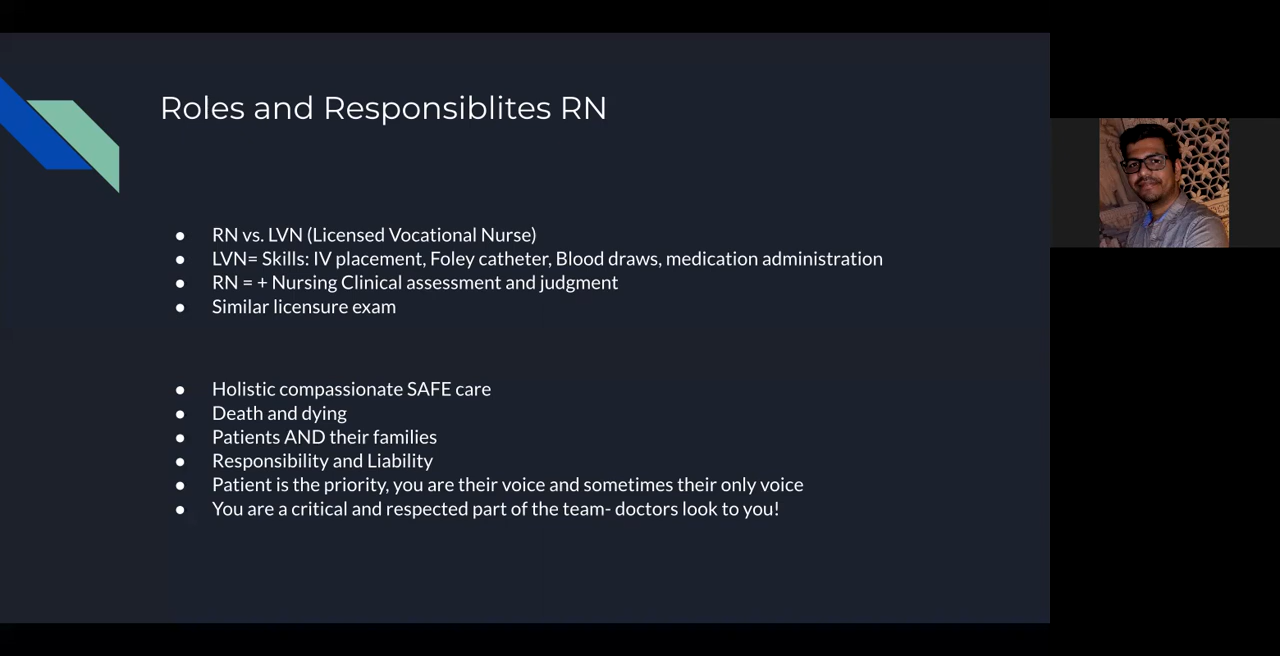 Roles and Responsiblites RN
● RN vs. LVN (Licensed Vocational Nurse)
● LVN= Skills: IV placement, Foley catheter, Blood draws, medication administration
● RN = + Nursing Clinical assessment and judgment
● Similar licensure exam
● Holistic compassionate SAFE care
● Death and dying
● Patients AND their families
● Responsibility and Liability
● Patient is the priority, you are their voice and sometimes their only voice
● You are a critical and respected part of the team- doctors look to you!